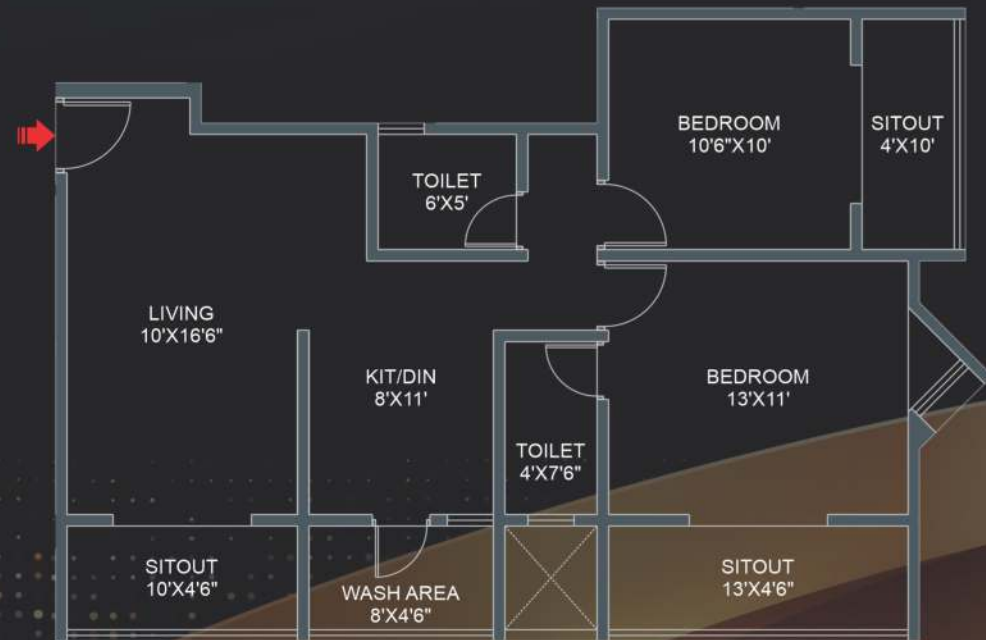 BEDROOM
10'6"X10'
SITOUT
4'X10'
TOILET
6'X5'
LIVING
10'X16'6"
KIT/DIN
8'X11'
BEDROOM
13'X11'
TOILET
4'X7'6"
SITOUT
10'X4'6"
WASH AREA
8'X4'6"
SITOUT
13'X4'6"